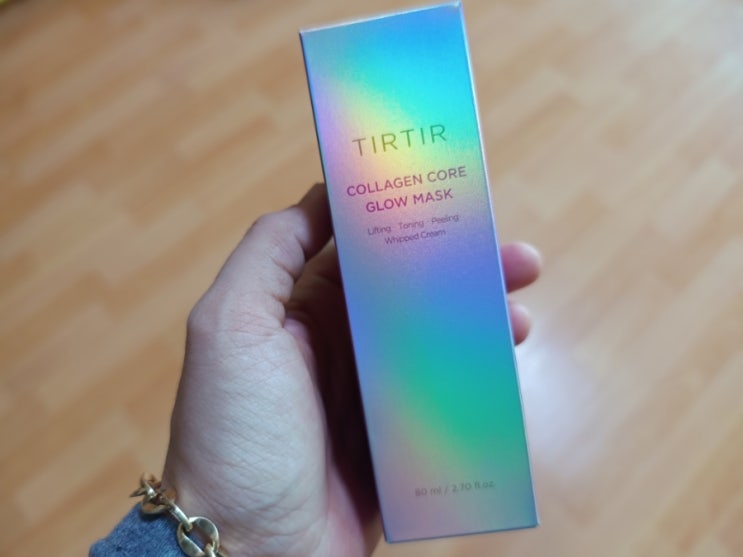 TIRTIR
COLLAGEN CORE
GLOW MASK
Lifting · Toning · Peeling
Whipped Cream
80 ml / 2.70 fl.oz.